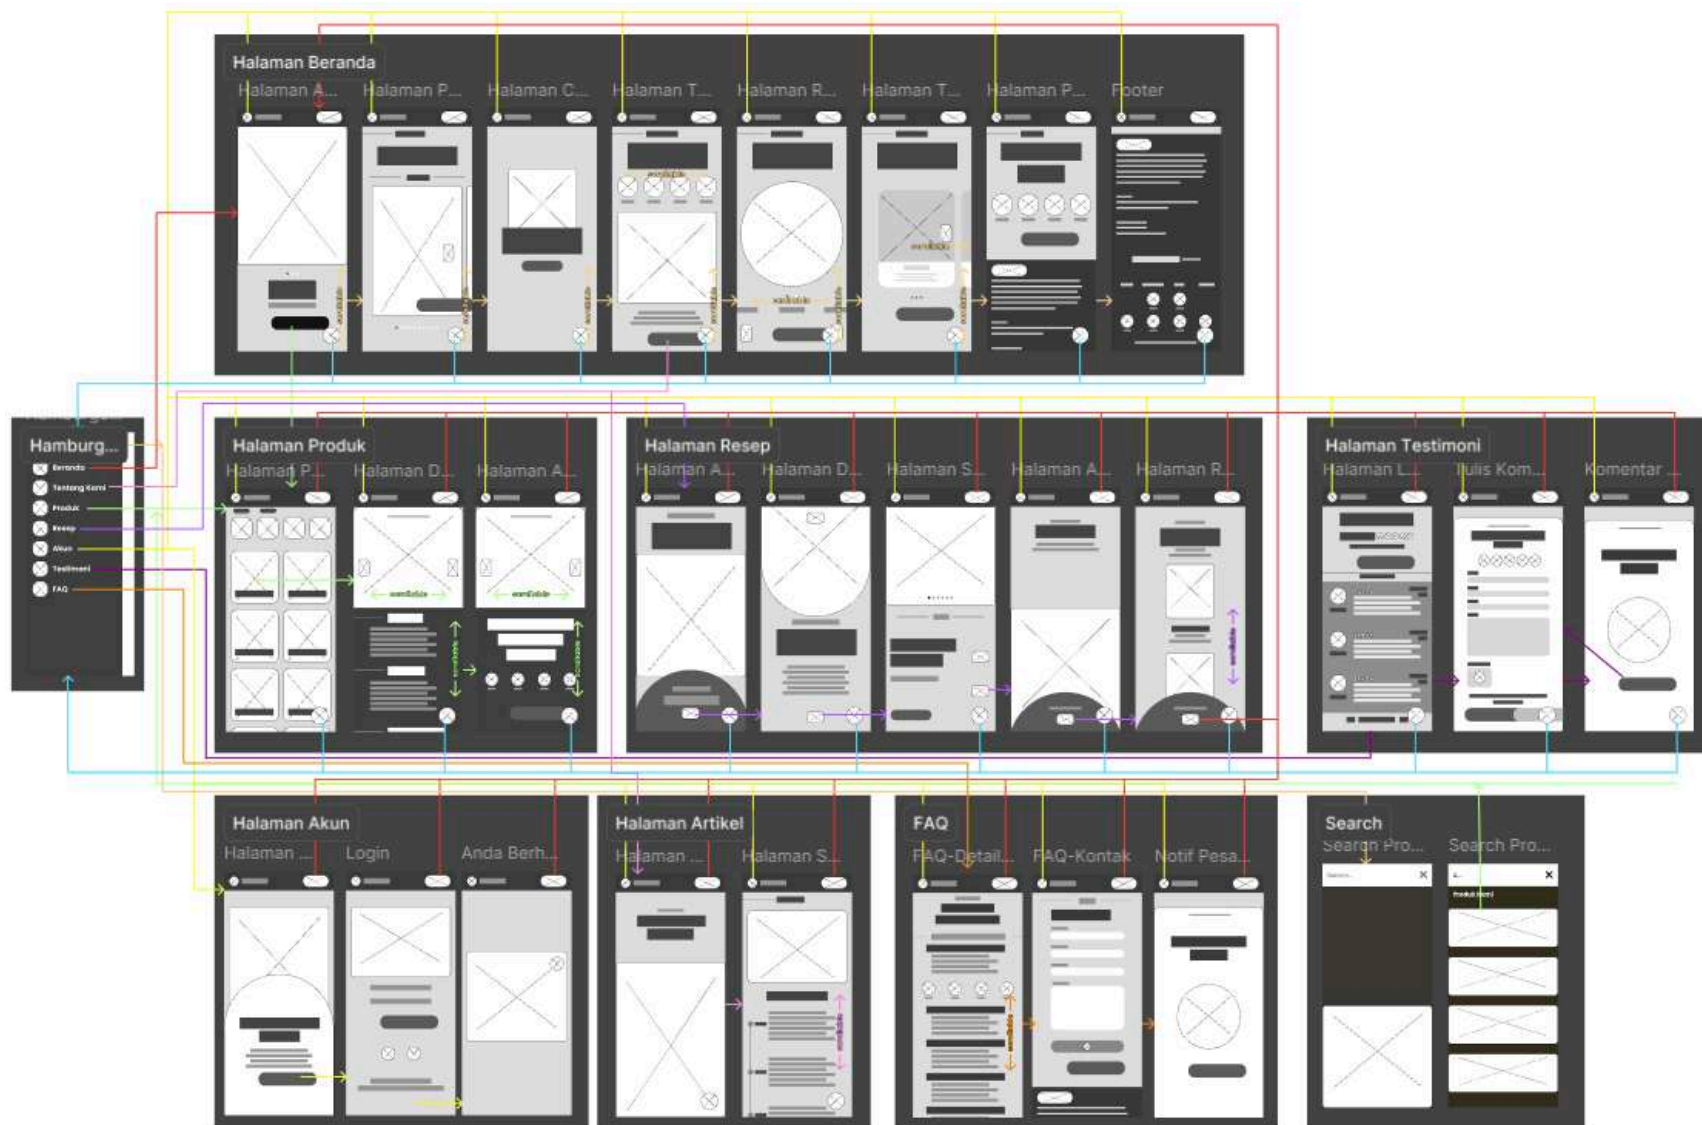 Halaman Beranda
Halaman A...
Halaman P...
Halaman C...
Halaman T...
Halaman R...
Halaman T...
Halaman P...
Footer
Hamburg...
Beranda
Tentang Kami
Produk
Resep
Akun
Testimoni
FAQ
Halaman Produk
Halaman P...
Halaman D...
Halaman A...
Halaman Resep
Halaman A...
Halaman D...
Halaman S...
Halaman A...
Halaman R...
Halaman Testimoni
Halaman L...
Tulis Kom...
Komentar ...
Halaman Akun
Halaman ...
Login
Anda Berh...
Halaman Artikel
Halaman ...
Halaman S...
FAQ
FAQ-Detail...
FAQ-Kontak
Notif Pesa...
Search
Search Pro...
Search Pro...
Produk Kami